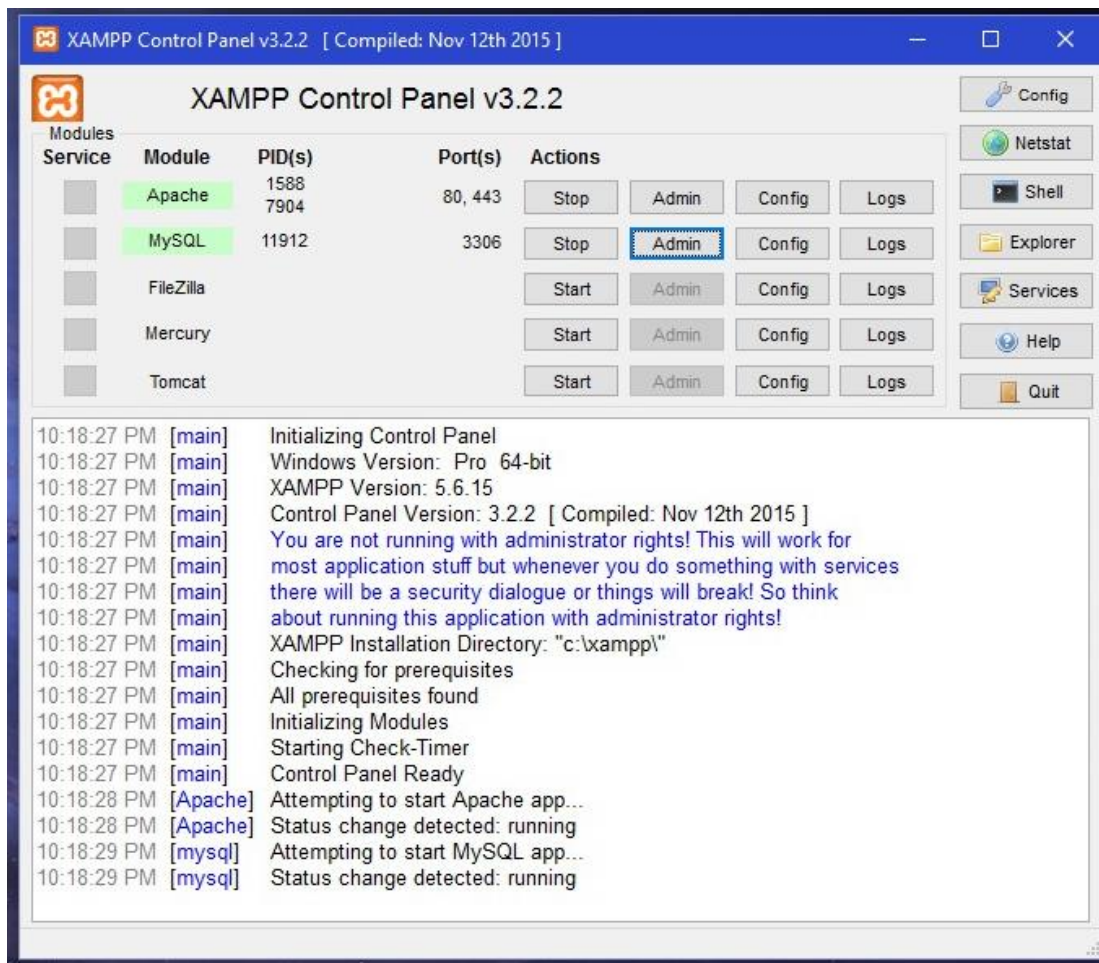 XAMPP Control Panel v3.2.2 [ Compiled: Nov 12th 2015 ]
XAMPP Control Panel v3.2.2
Config
Modules
Service Module PID(s) Port(s) Actions
Netstat
Apache 1588 7904 80, 443 Stop Admin Config Logs
Shell
MySQL 11912 3306 Stop Admin Config Logs
Explorer
FileZilla Start Admin Config Logs
Services
Mercury Start Admin Config Logs
Help
Tomcat Start Admin Config Logs
Quit
10:18:27 PM [main] Initializing Control Panel
10:18:27 PM [main] Windows Version: Pro 64-bit
10:18:27 PM [main] XAMPP Version: 5.6.15
10:18:27 PM [main] Control Panel Version: 3.2.2 [ Compiled: Nov 12th 2015 ]
10:18:27 PM [main] You are not running with administrator rights! This will work for
10:18:27 PM [main] most application stuff but whenever you do something with services
10:18:27 PM [main] there will be a security dialogue or things will break! So think
10:18:27 PM [main] about running this application with administrator rights!
10:18:27 PM [main] XAMPP Installation Directory: "c:\xampp\"
10:18:27 PM [main] Checking for prerequisites
10:18:27 PM [main] All prerequisites found
10:18:27 PM [main] Initializing Modules
10:18:27 PM [main] Starting Check-Timer
10:18:27 PM [main] Control Panel Ready
10:18:28 PM [Apache] Attempting to start Apache app...
10:18:28 PM [Apache] Status change detected: running
10:18:29 PM [mysql] Attempting to start MySQL app...
10:18:29 PM [mysql] Status change detected: running